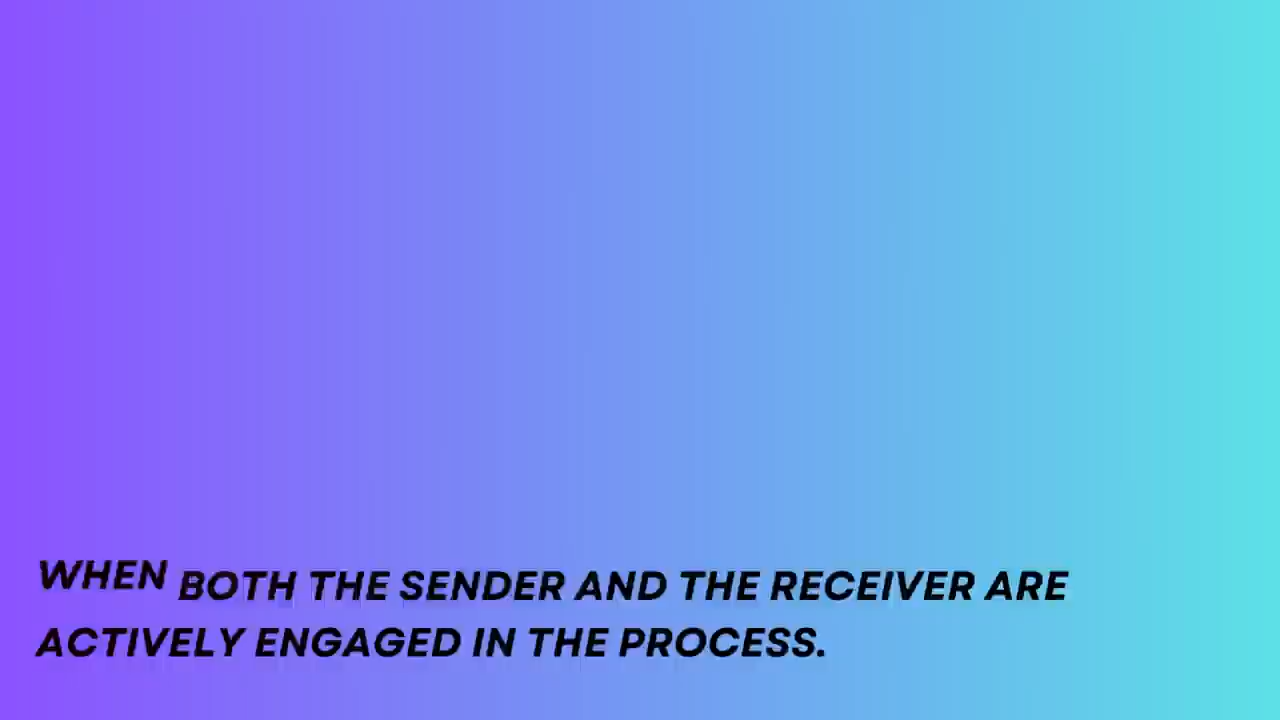 WHEN BOTH THE SENDER AND THE RECEIVER ARE
ACTIVELY ENGAGED IN THE PROCESS.